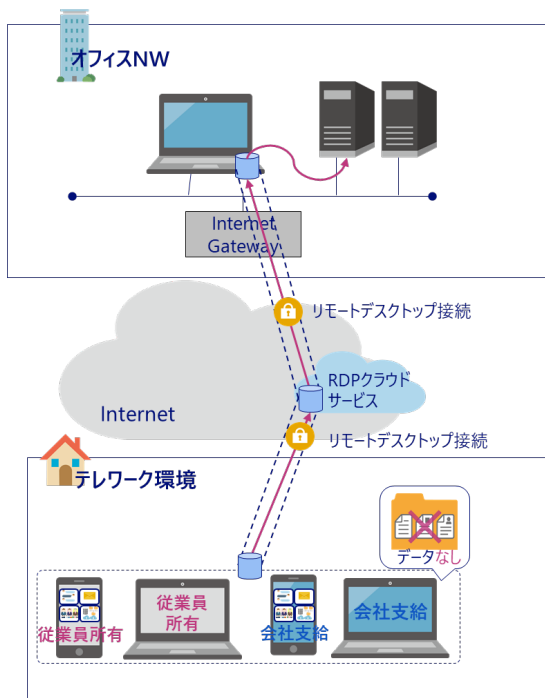 オフィスNW
Internet
Gateway
リモートデスクトップ接続
RDPクラウド
サービス
Internet
リモートデスクトップ接続
テレワーク環境
データなし
従業員所有
従業員
所有
会社支給
会社支給